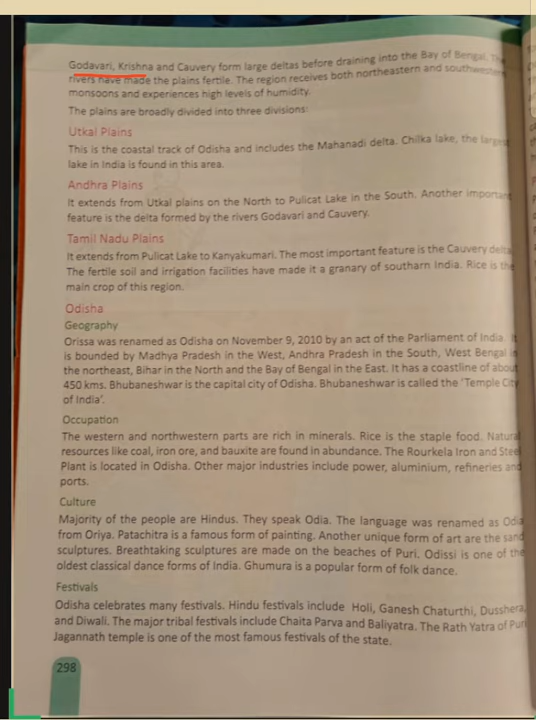 Godavari, Krishna and Cauvery form large deltas before draining into the Bay of Bengal. The
rivers have made the plains fertile. The region receives both northeastern and southwestern
monsoons and experiences high levels of humidity.
The plains are broadly divided into three divisions:
Utkal Plains
This is the coastal track of Odisha and includes the Mahanadi delta. Chilka lake, the largest
lake in India is found in this area.
Andhra Plains
It extends from Utkal plains on the North to Pulicat Lake in the South. Another important
feature is the delta formed by the rivers Godavari and Cauvery.
Tamil Nadu Plains
It extends from Pulicat Lake to Kanyakumari. The most important feature is the Cauvery delta.
The fertile soil and irrigation facilities have made it a granary of southarn India. Rice is the
main crop of this region.
Odisha
Geography
Orissa was renamed as Odisha on November 9, 2010 by an act of the Parliament of India. It
is bounded by Madhya Pradesh in the West, Andhra Pradesh in the South, West Bengal in
the northeast, Bihar in the North and the Bay of Bengal in the East. It has a coastline of about
450 kms. Bhubaneshwar is the capital city of Odisha. Bhubaneshwar is called the 'Temple City
of India'.
Occupation
The western and northwestern parts are rich in minerals. Rice is the staple food. Natural
resources like coal, iron ore, and bauxite are found in abundance. The Rourkela Iron and Steel
Plant is located in Odisha. Other major industries include power, aluminium, refineries and
ports.
Culture
Majority of the people are Hindus. They speak Odia. The language was renamed as Odia
from Oriya. Patachitra is a famous form of painting. Another unique form of art are the sand
sculptures. Breathtaking sculptures are made on the beaches of Puri. Odissi is one of the
oldest classical dance forms of India. Ghumura is a popular form of folk dance.
Festivals
Odisha celebrates many festivals. Hindu festivals include Holi, Ganesh Chaturthi, Dusshera,
and Diwali. The major tribal festivals include Chaita Parva and Baliyatra. The Rath Yatra of Puri
Jagannath temple is one of the most famous festivals of the state.
298